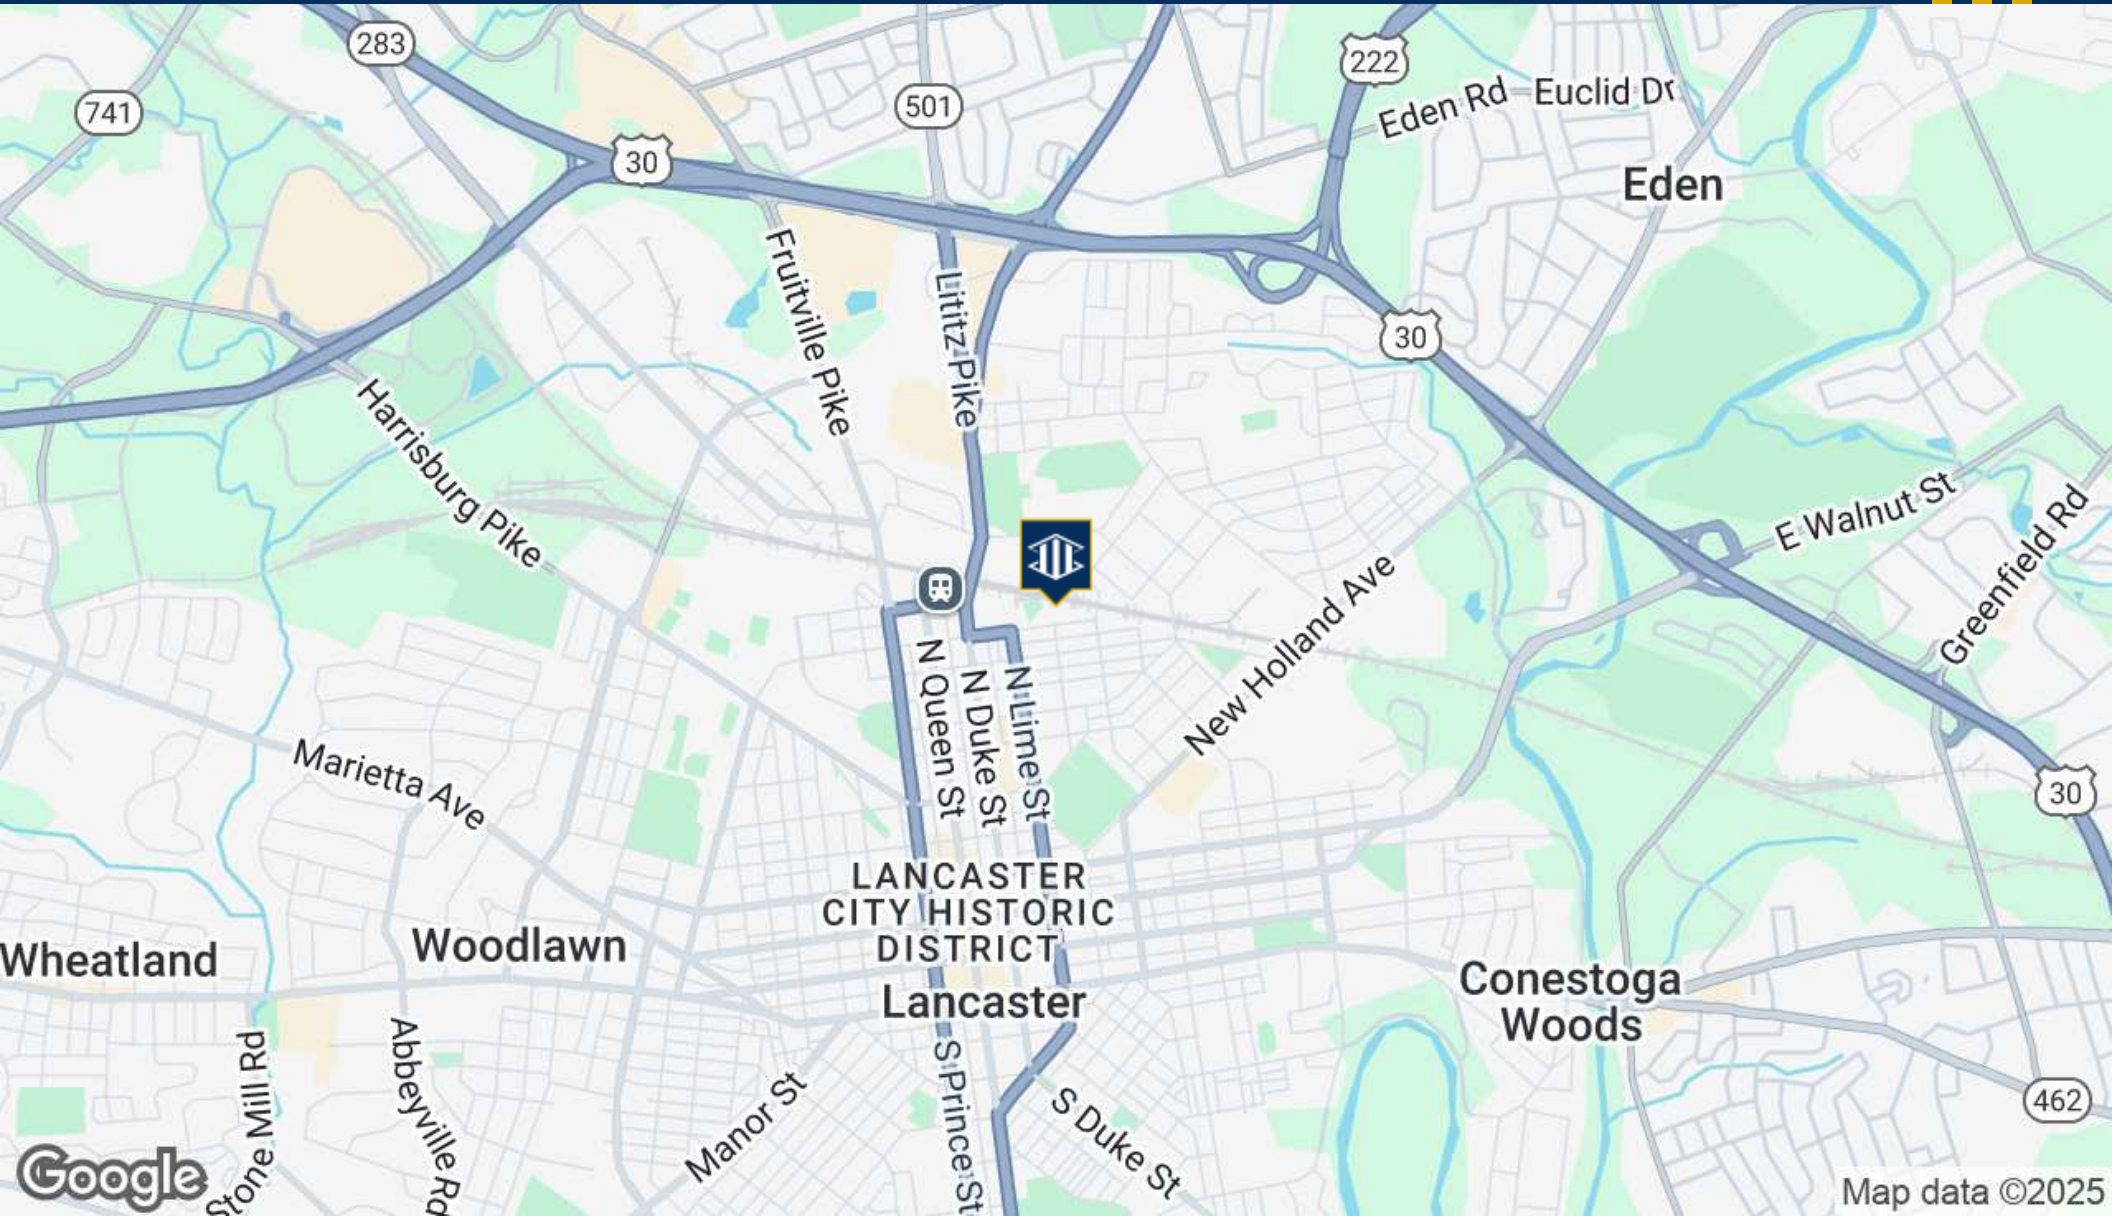 283
222
741
501
Eden Rd
Euclid Dr
30
Eden
Fruitville Pike
Lititz Pike
30
Harrisburg Pike
E Walnut St
Greenfield Rd
New Holland Ave
N Queen St
N Duke St
N Lime St
Marietta Ave
30
LANCASTER
CITY HISTORIC
DISTRICT
Wheatland
Woodlawn
Lancaster
Conestoga
Woods
Stone Mill Rd
Abbeyville Rd
Manor St
S Prince St
S Duke St
462
Google
Map data ©2025